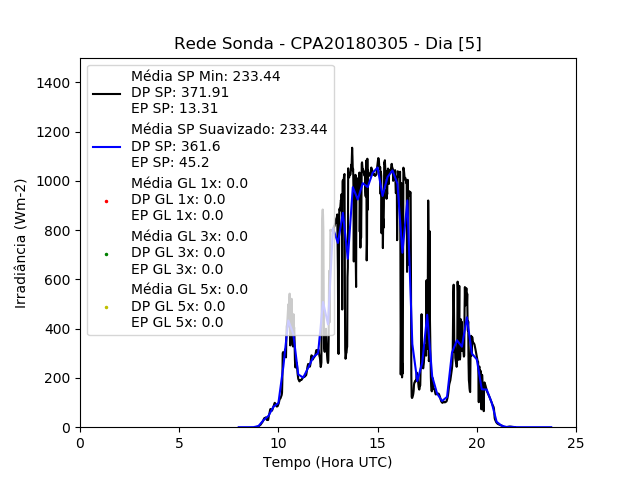 Rede Sonda - CPA20180305 - Dia [5]
Irradiância (Wm-2)
1400
1200
1000
800
600
400
200
0
Média SP Min: 233.44
DP SP: 371.91
EP SP: 13.31
Média SP Suavizado: 233.44
DP SP: 361.6
EP SP: 45.2
Média GL 1x: 0.0
DP GL 1x: 0.0
EP GL 1x: 0.0
Média GL 3x: 0.0
DP GL 3x: 0.0
EP GL 3x: 0.0
Média GL 5x: 0.0
DP GL 5x: 0.0
EP GL 5x: 0.0
0 5 10 15 20 25
Tempo (Hora UTC)